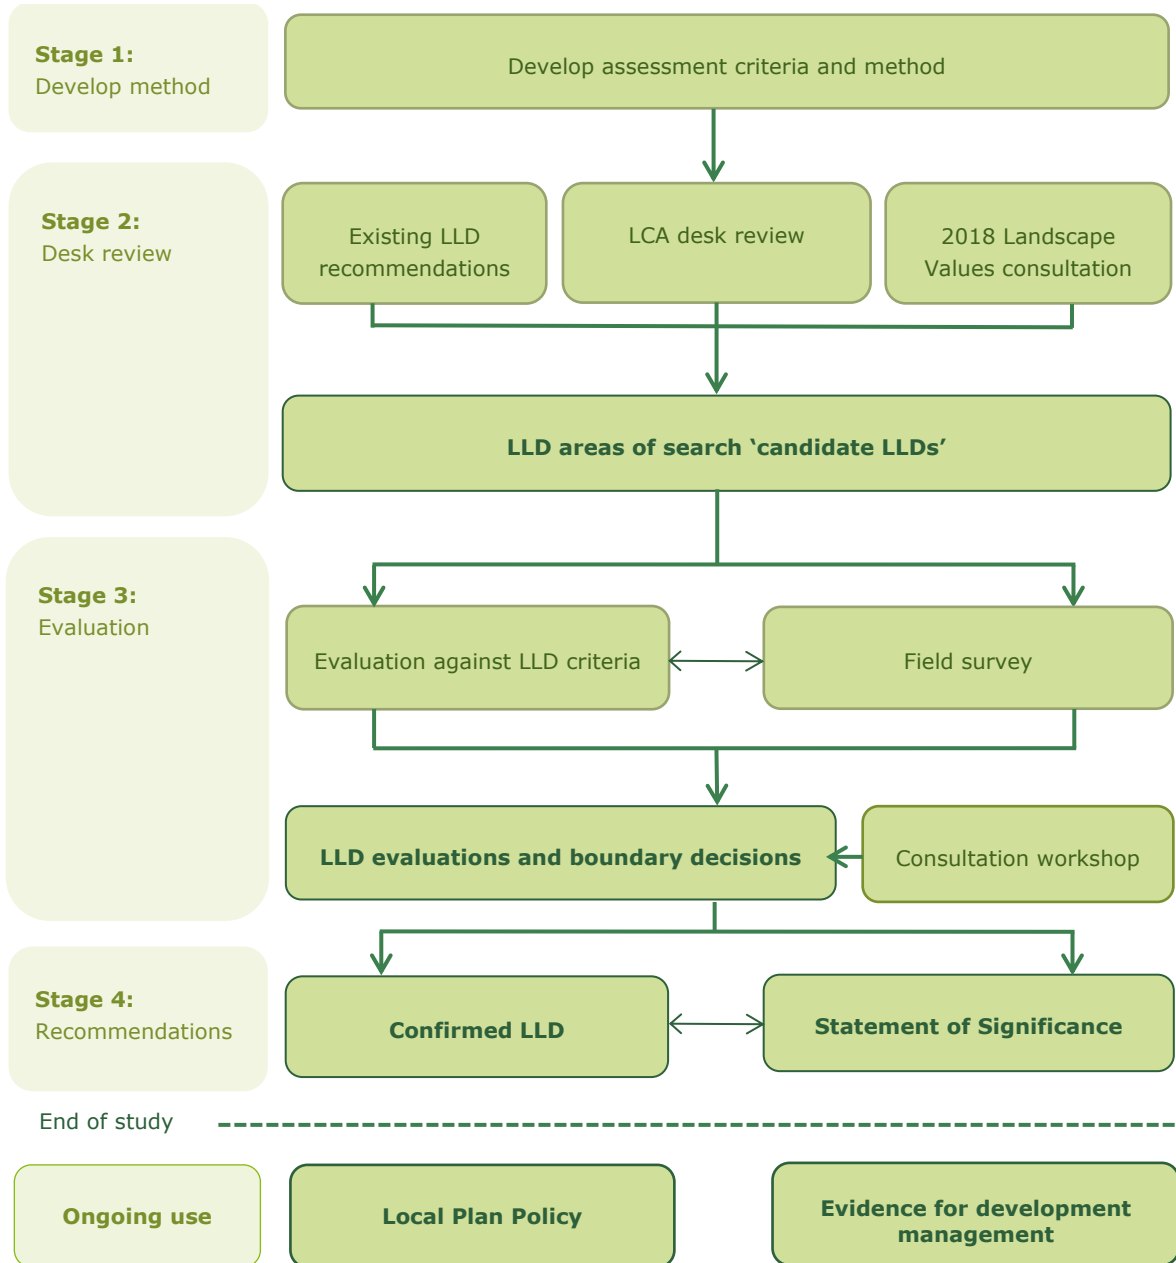 Stage 1:
Develop method
Develop assessment criteria and method
Stage 2:
Desk review
Existing LLD
recommendations
LCA desk review
2018 Landscape
Values consultation
LLD areas of search ‘candidate LLDs’
Stage 3:
Evaluation
Evaluation against LLD criteria
Field survey
LLD evaluations and boundary decisions
Consultation workshop
Stage 4:
Recommendations
Confirmed LLD
Statement of Significance
End of study
Ongoing use
Local Plan Policy
Evidence for development
management